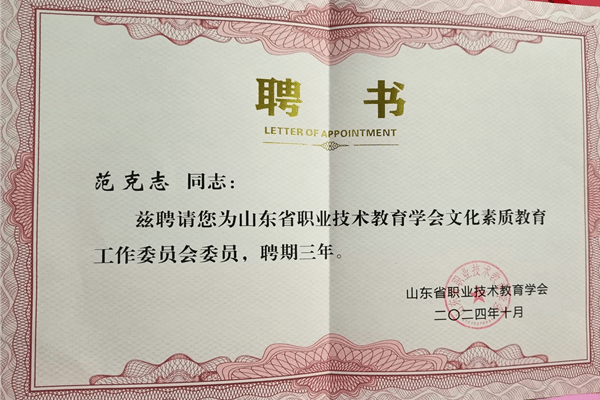 聘 书
LETTER OF APPOINTMENT
范克志 同志：
兹聘请您为山东省职业技术教育学会文化素质教育
工作委员会委员，聘期三年。
山东省职业技术教育学会
二〇二四年十月